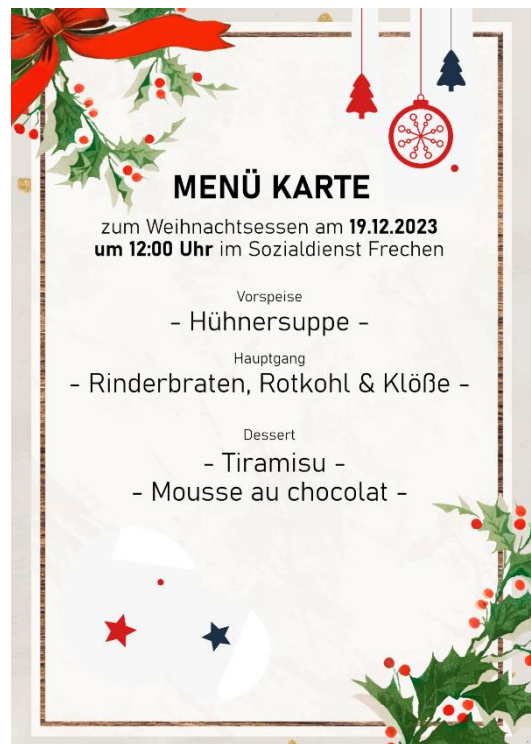 MENÜ KARTE
zum Weihnachtsessen am 19.12.2023
um 12:00 Uhr im Sozialdienst Frechen
Vorspeise
- Hühnersuppe -
Hauptgang
- Rinderbraten, Rotkohl & Klöße -
Dessert
- Tiramisu -
- Mousse au chocolat -